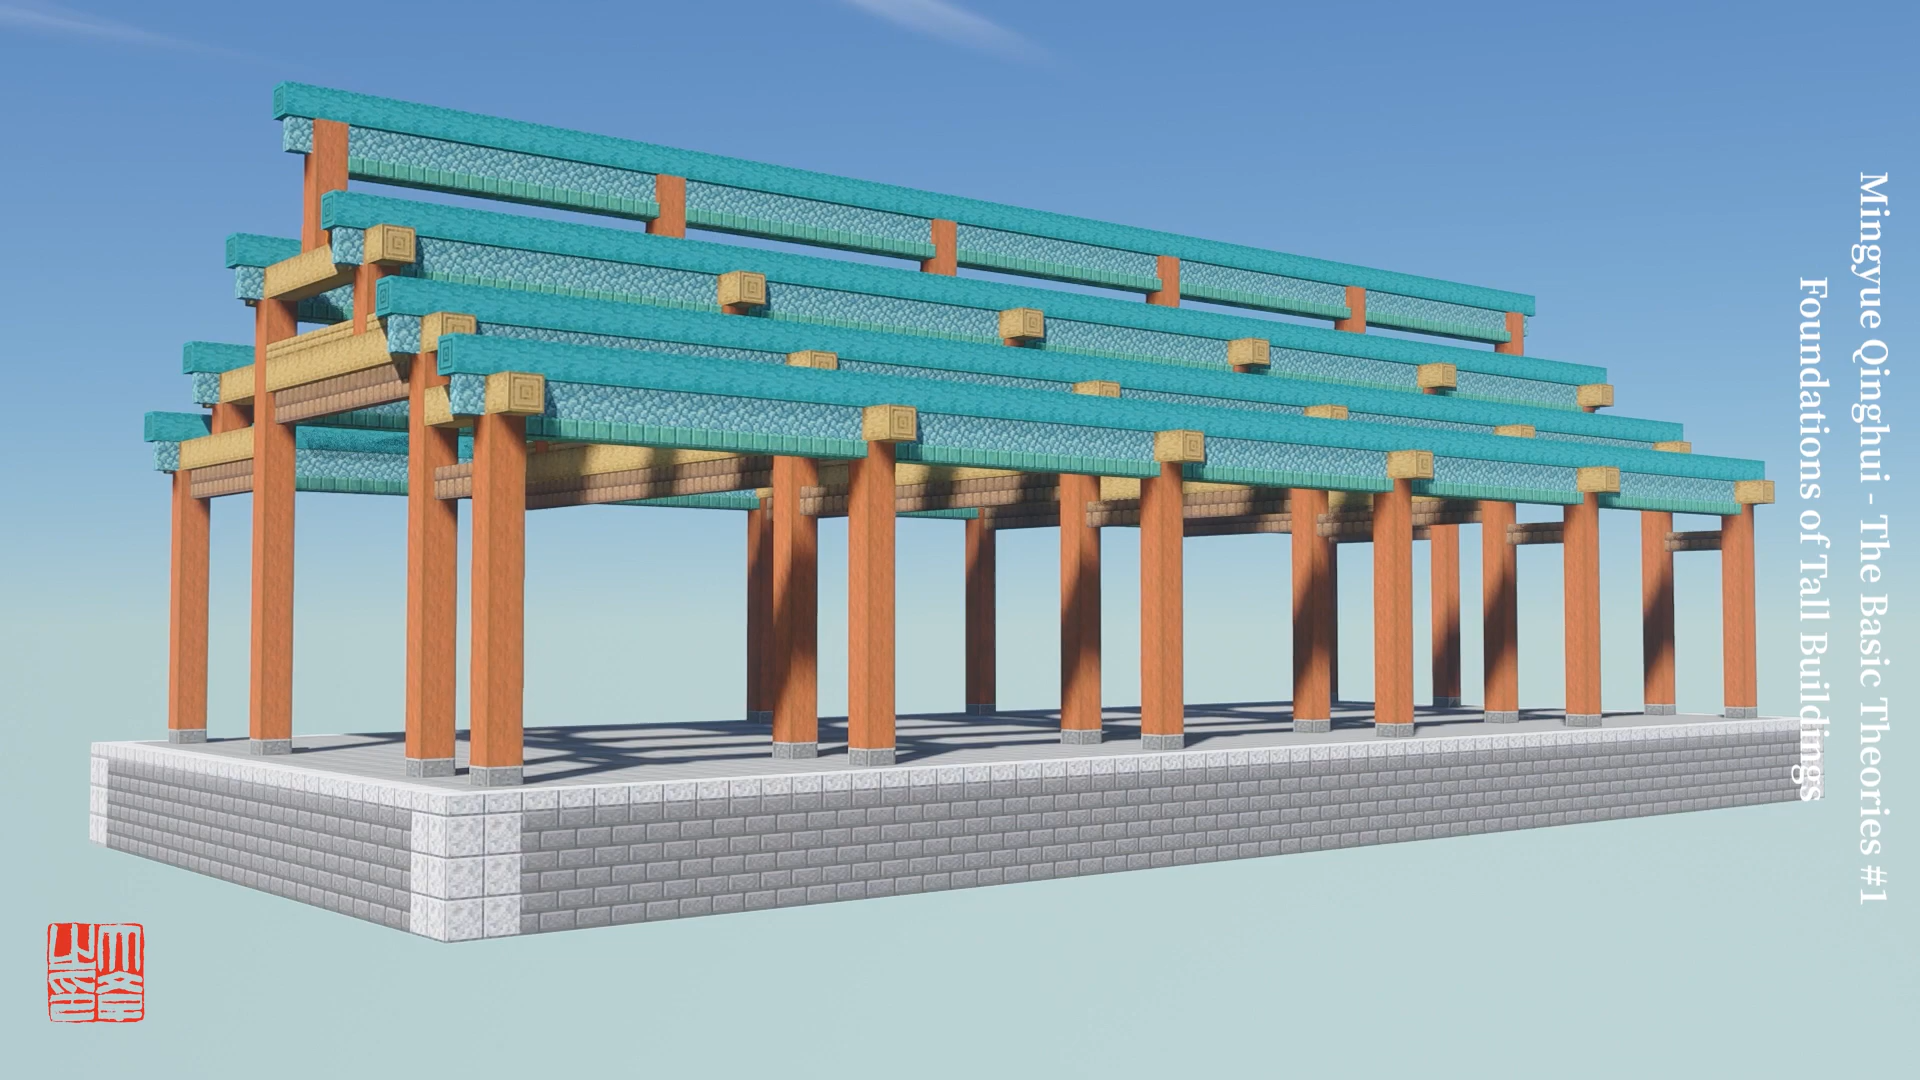 Mingyue Qinghui - The Basic Theories #1
Foundations of Tall Buildings